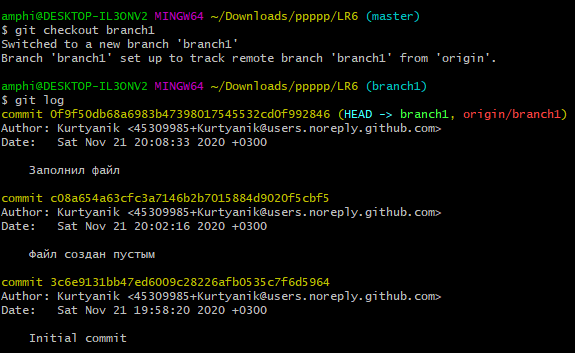 amphi@DESKTOP-IL3ONV2 MINGW64 ~/Downloads/ppppp/LR6 (master)
$ git checkout branch1
Switched to a new branch 'branch1'
Branch 'branch1' set up to track remote branch 'branch1' from 'origin'.
amphi@DESKTOP-IL3ONV2 MINGW64 ~/Downloads/ppppp/LR6 (branch1)
$ git log
commit 0f9f50db68a6983b47398017545532cd0f992846 (HEAD -> branch1, origin/branch1)
Author: Kurtyanik <45309985+Kurtyanik@users.noreply.github.com>
Date:   Sat Nov 21 20:08:33 2020 +0300
Заполнил файл
commit c08a654a63cfc3a7146b2b7015884d9020f5cbf5
Author: Kurtyanik <45309985+Kurtyanik@users.noreply.github.com>
Date:   Sat Nov 21 20:02:16 2020 +0300
Файл создан пустым
commit 3c6e9131bb47ed6009c28226afb0535c7f6d5964
Author: Kurtyanik <45309985+Kurtyanik@users.noreply.github.com>
Date:   Sat Nov 21 19:58:20 2020 +0300
Initial commit